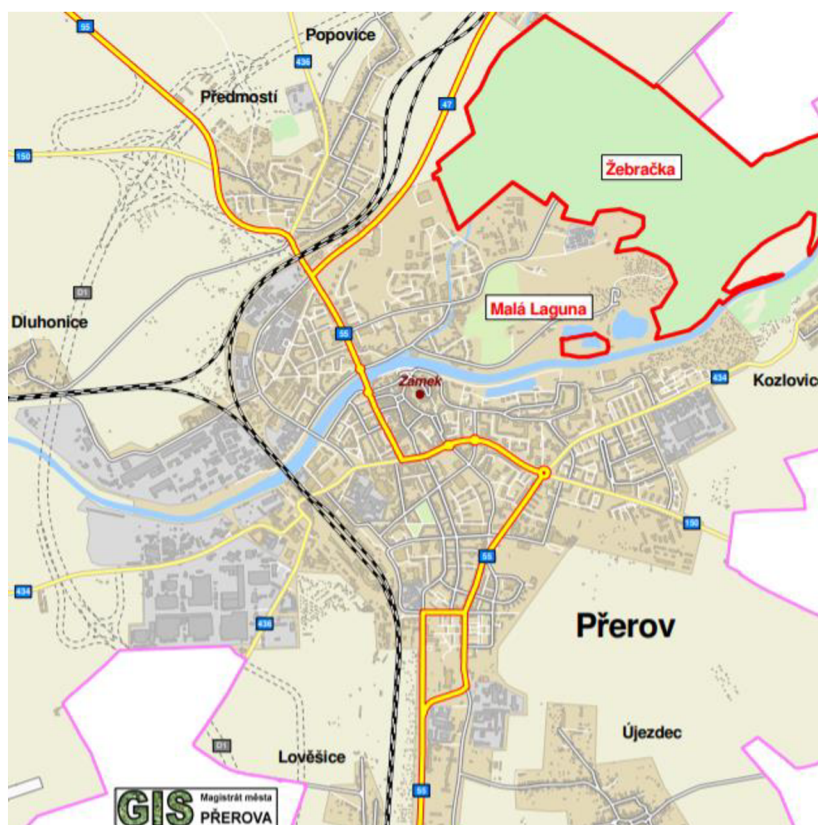 55
Popovice
436
Předmostí
47
150
Žebračka
D1
Malá Laguna
Dluhonice
55
Zámek
434
Kozlovice
150
55
434
436
Přerov
Újezdec
D1
Lověšice
55
GIS
Magistrát města
PŘEROVA